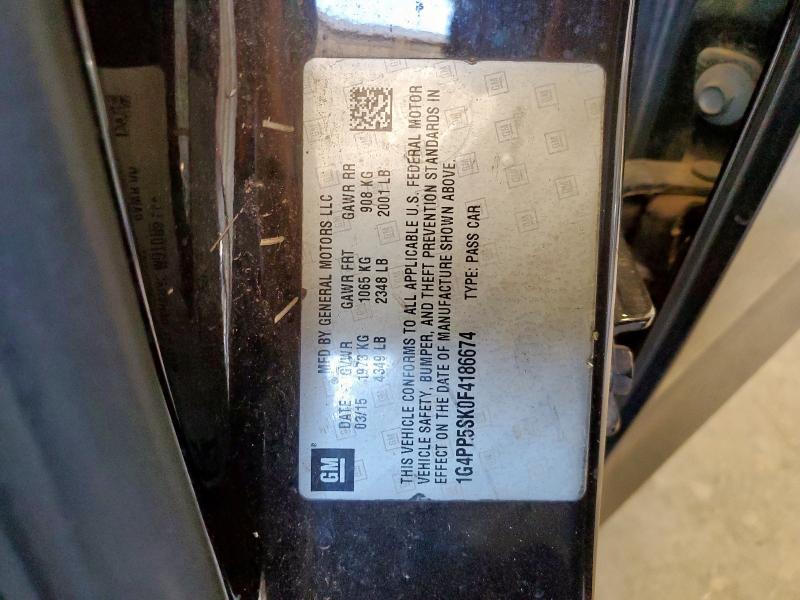 GM
MFD BY GENERAL MOTORS LLC
DATE GVWR GAWR FRT GAWR RR
03/15 1973 KG 1065 KG 908 KG
4349 LB 2348 LB 2001 LB
THIS VEHICLE CONFORMS TO ALL APPLICABLE U.S. FEDERAL MOTOR
VEHICLE SAFETY, BUMPER, AND THEFT PREVENTION STANDARDS IN
EFFECT ON THE DATE OF MANUFACTURE SHOWN ABOVE.
1G4PP5SK0F4186674 TYPE: PASS CAR